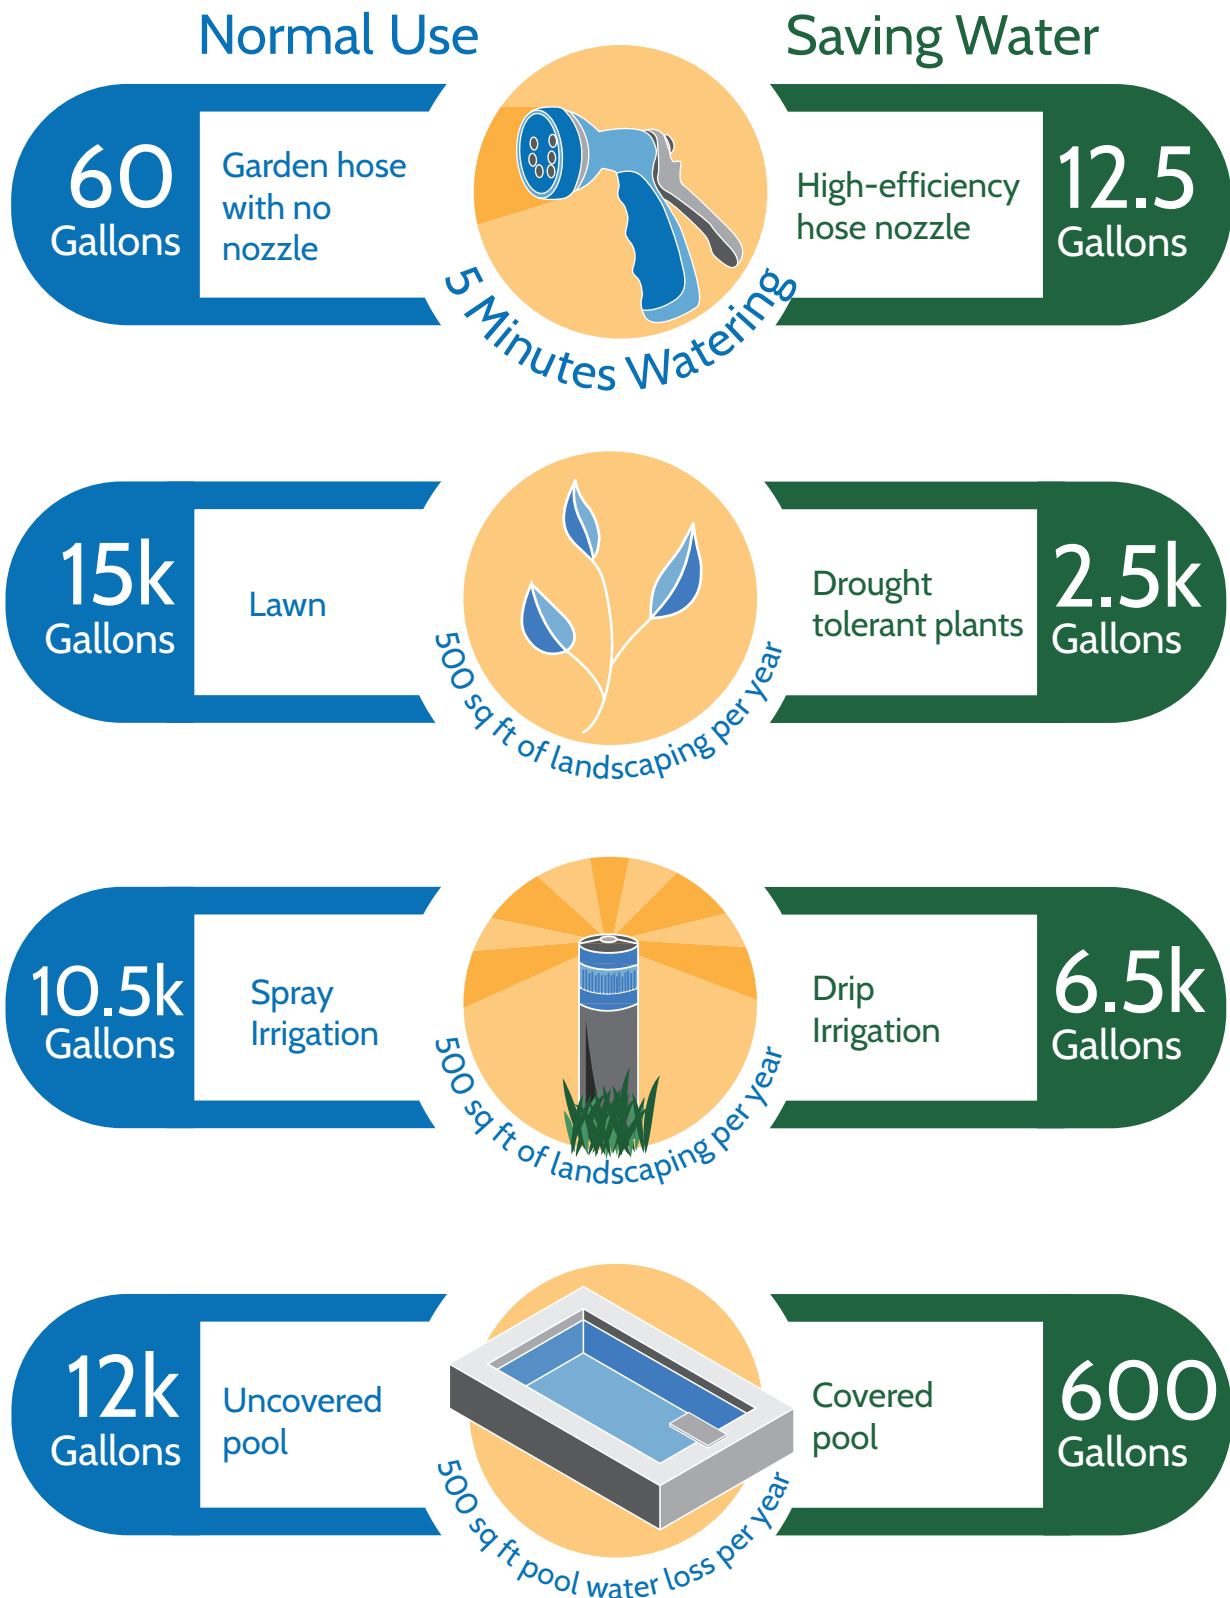 Normal Use
Saving Water
60
Gallons
Garden hose
with no
nozzle
5 Minutes Watering
High-efficiency
hose nozzle
12.5
Gallons
15k
Gallons
Lawn
500 sq ft of landscaping per year
Drought
tolerant plants
2.5k
Gallons
10.5k
Gallons
Spray
Irrigation
500 sq ft of landscaping per year
Drip
Irrigation
6.5k
Gallons
12k
Gallons
Uncovered
pool
500 sq ft pool water loss per year
Covered
pool
600
Gallons